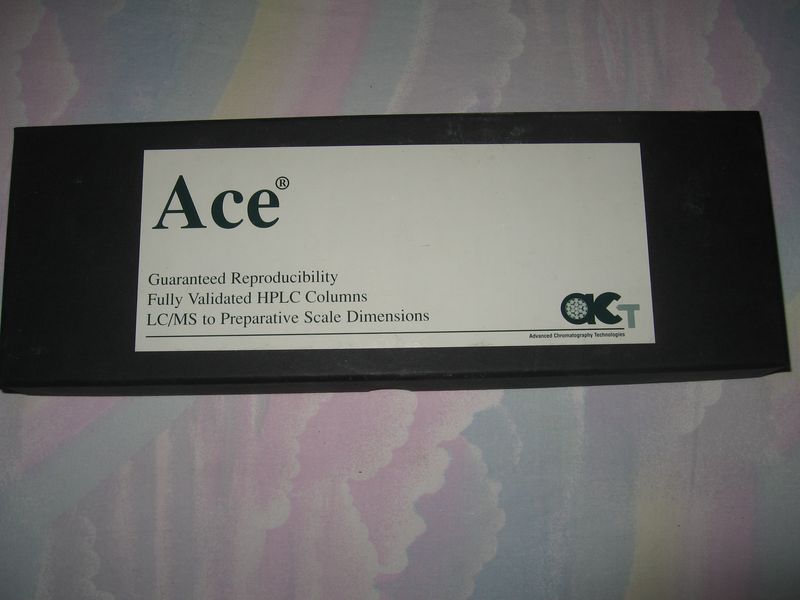 Ace®
Guaranteed Reproducibility
Fully Validated HPLC Columns
LC/MS to Preparative Scale Dimensions
ACT
Advanced Chromatography Technologies